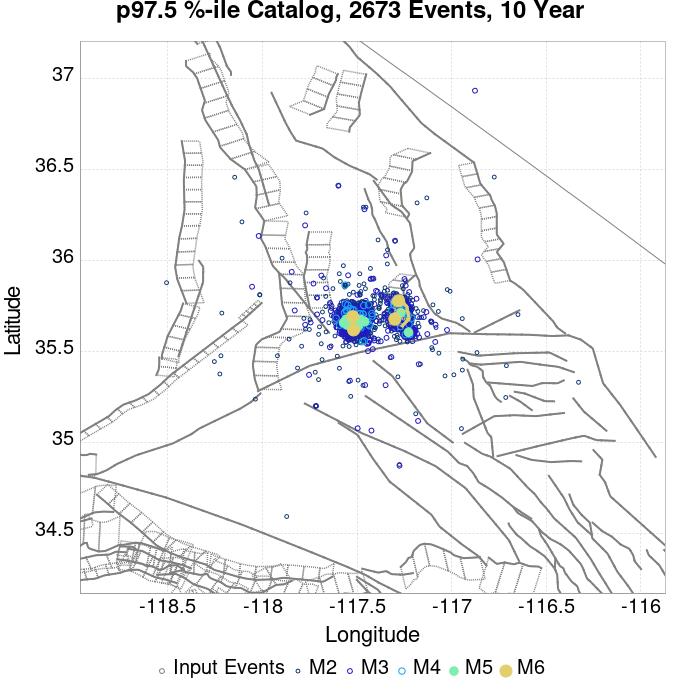 p97.5 %-ile Catalog, 2673 Events, 10 Year
37
36.5
36
35.5
35
34.5
Latitude
-118.5 -118 -117.5 -117 -116.5 -116
Longitude
Input Events M2 M3 M4 M5 M6